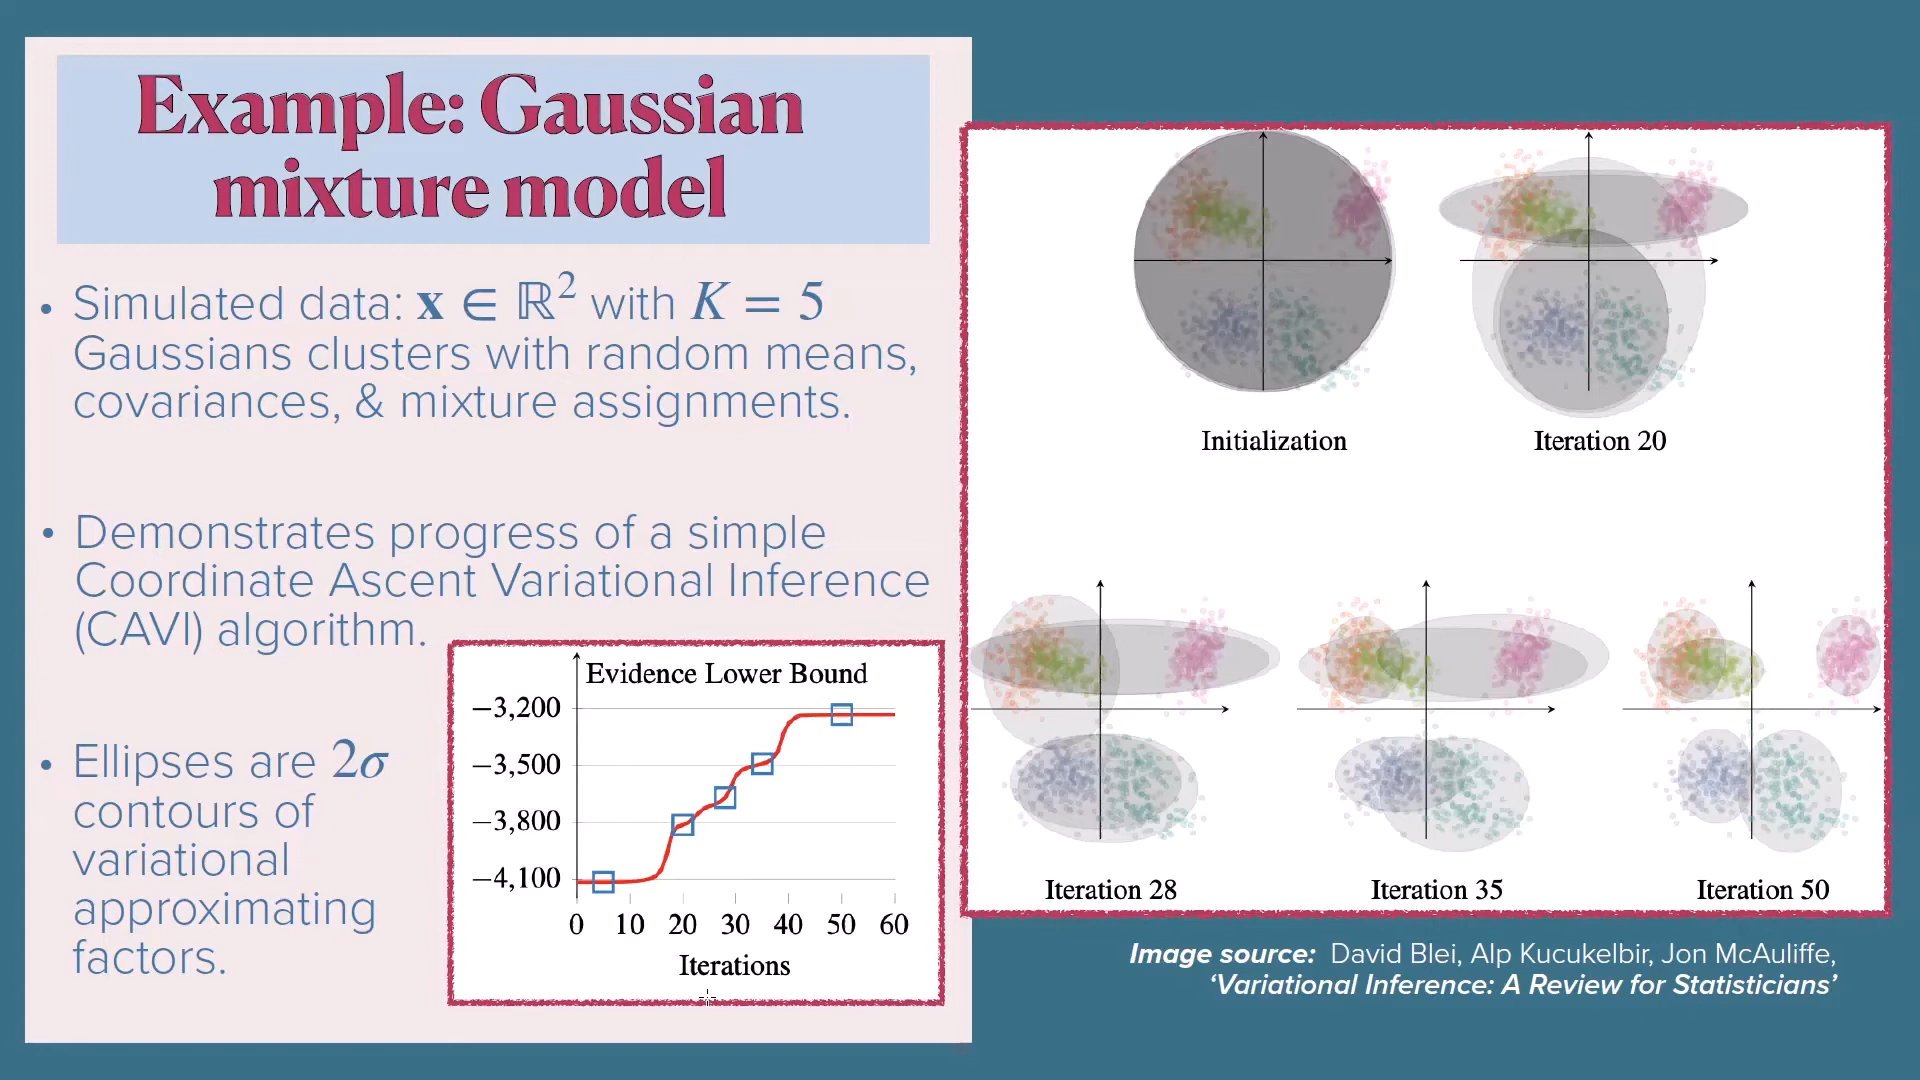 Example: Gaussian
mixture model
• Simulated data: x ∈ ℝ² with K = 5
Gaussians clusters with random means,
covariances, & mixture assignments.
• Demonstrates progress of a simple
Coordinate Ascent Variational Inference
(CAVI) algorithm.
• Ellipses are 2σ
contours of
variational
approximating
factors.
Evidence Lower Bound
−3,200
−3,500
−3,800
−4,100
0 10 20 30 40 50 60
Iterations
Initialization
Iteration 20
Iteration 28
Iteration 35
Iteration 50
Image source: David Blei, Alp Kucukelbir, Jon McAuliffe,
‘Variational Inference: A Review for Statisticians’